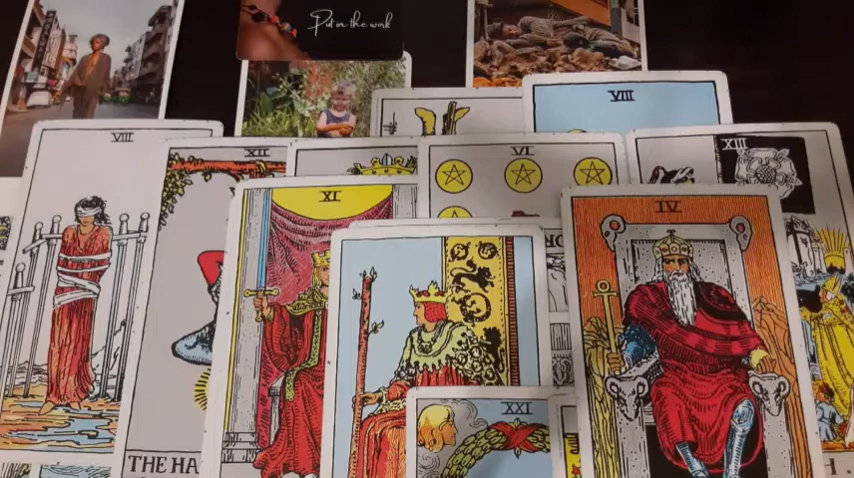 Put in the work
VIII
VIII
XII
VI
XIII
XI
IV
XXI
THE HA